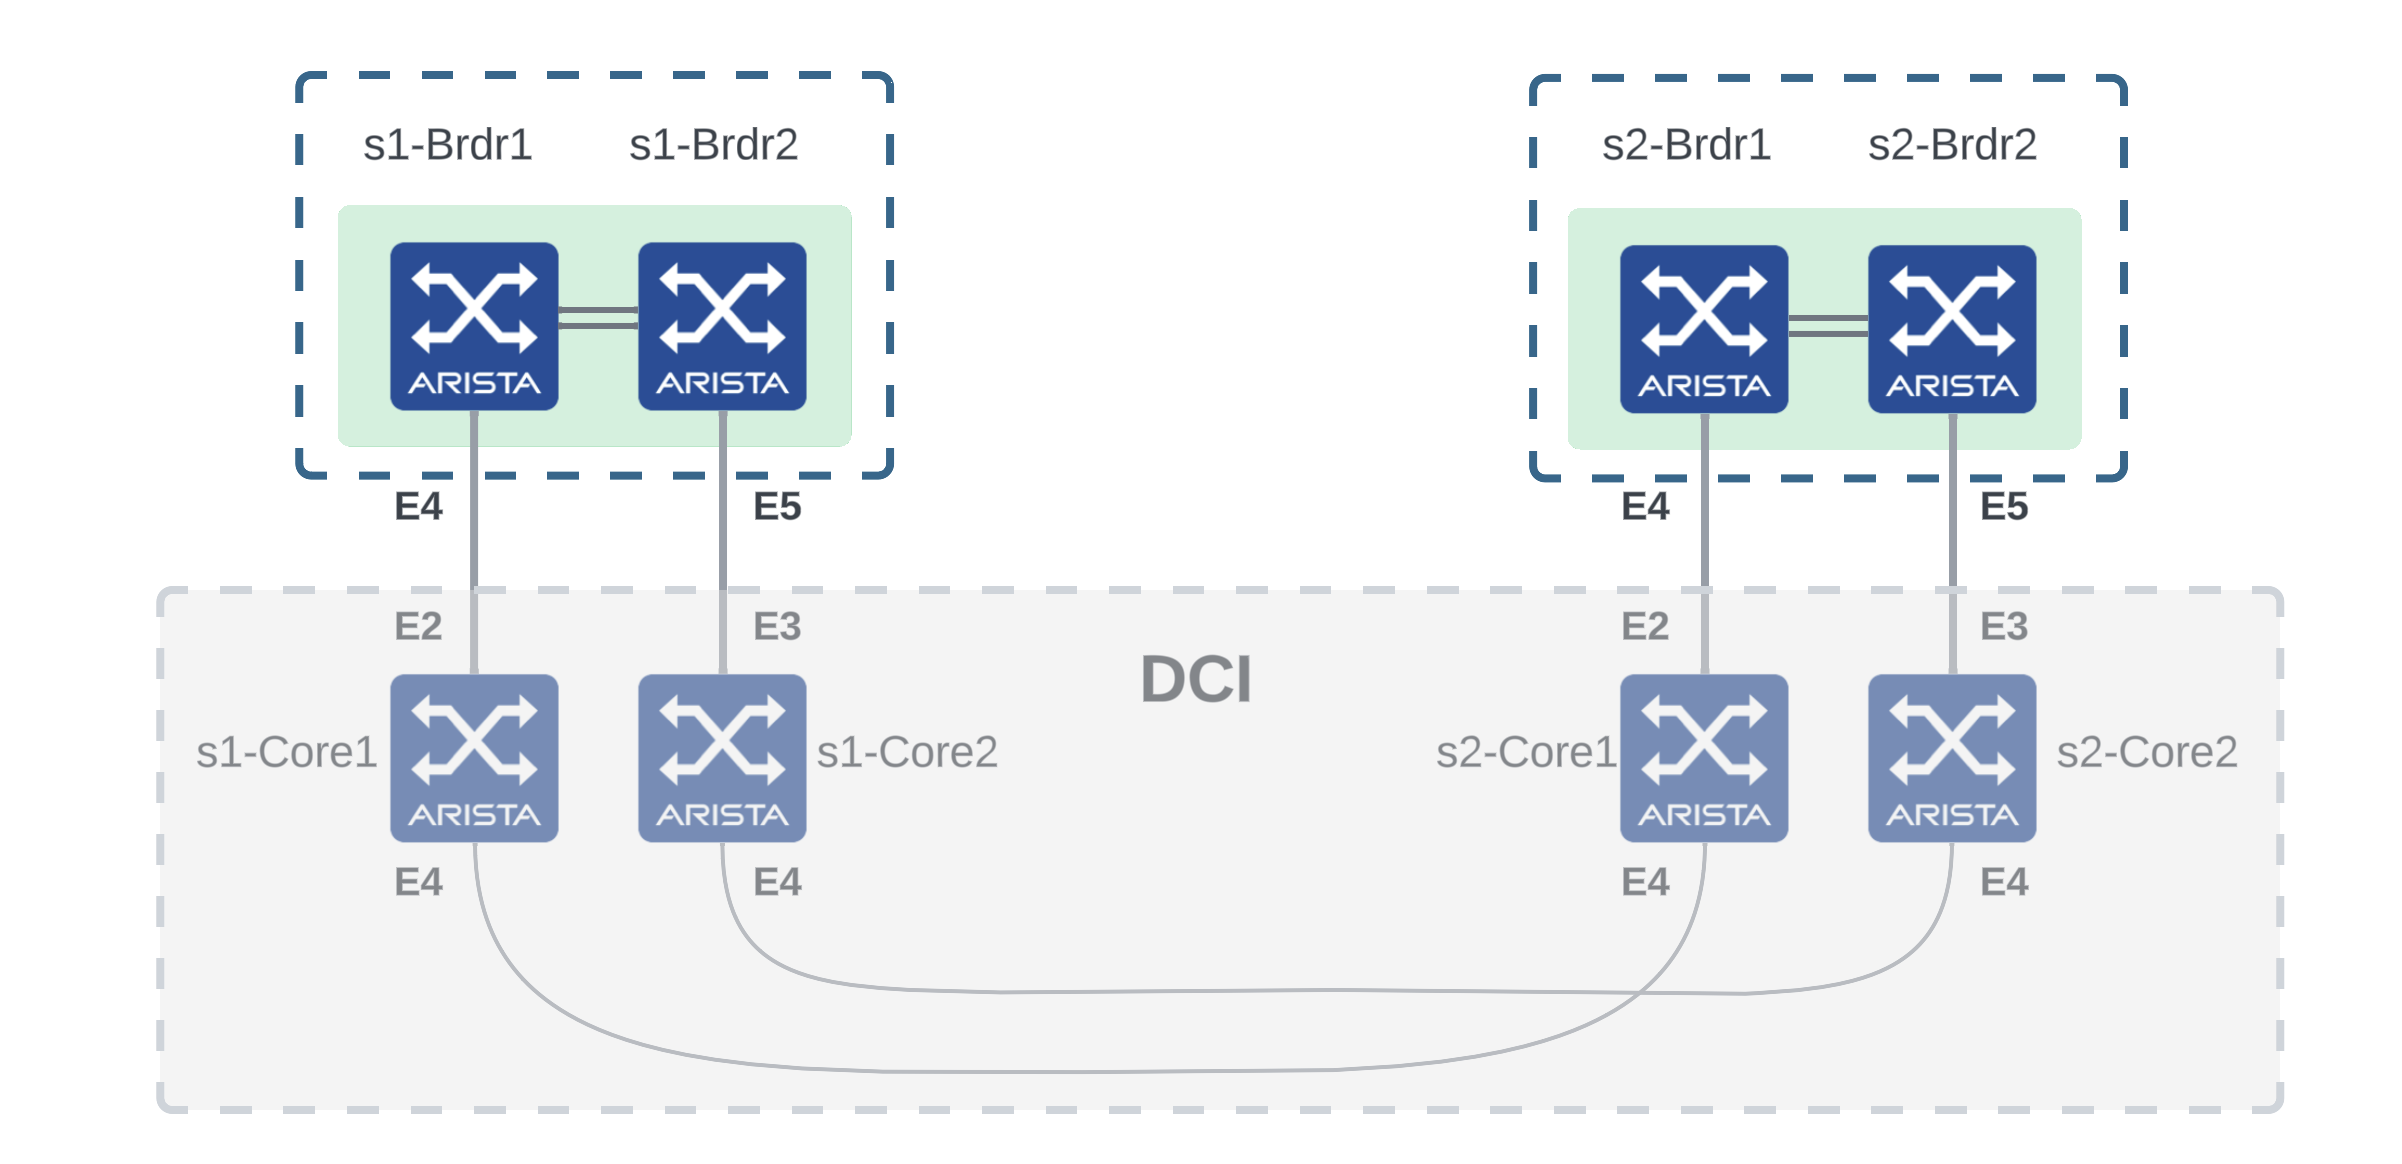 s1-Brdr1 s1-Brdr2 s2-Brdr1 s2-Brdr2
ARISTA ARISTA ARISTA ARISTA
E4 E5 E4 E5
E2 E3 E2 E3
DCI
s1-Core1 s1-Core2 s2-Core1 s2-Core2
ARISTA ARISTA ARISTA ARISTA
E4 E4 E4 E4